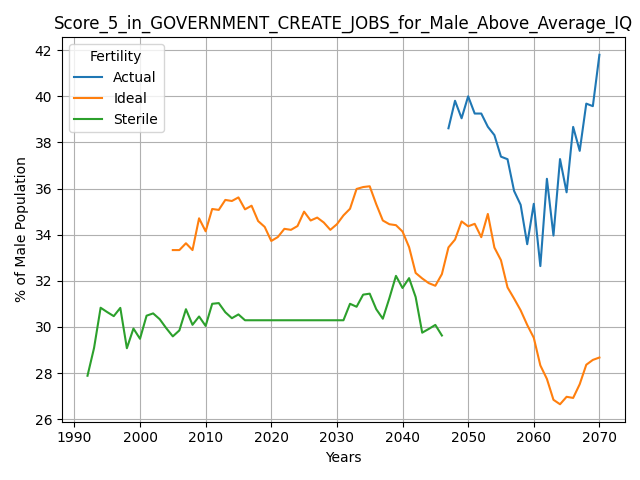 Score_5_in_GOVERNMENT_CREATE_JOBS_for_Male_Above_Average_IQ
Fertility
Actual
Ideal
Sterile
% of Male Population
42
40
38
36
34
32
30
28
26
1990 2000 2010 2020 2030 2040 2050 2060 2070
Years